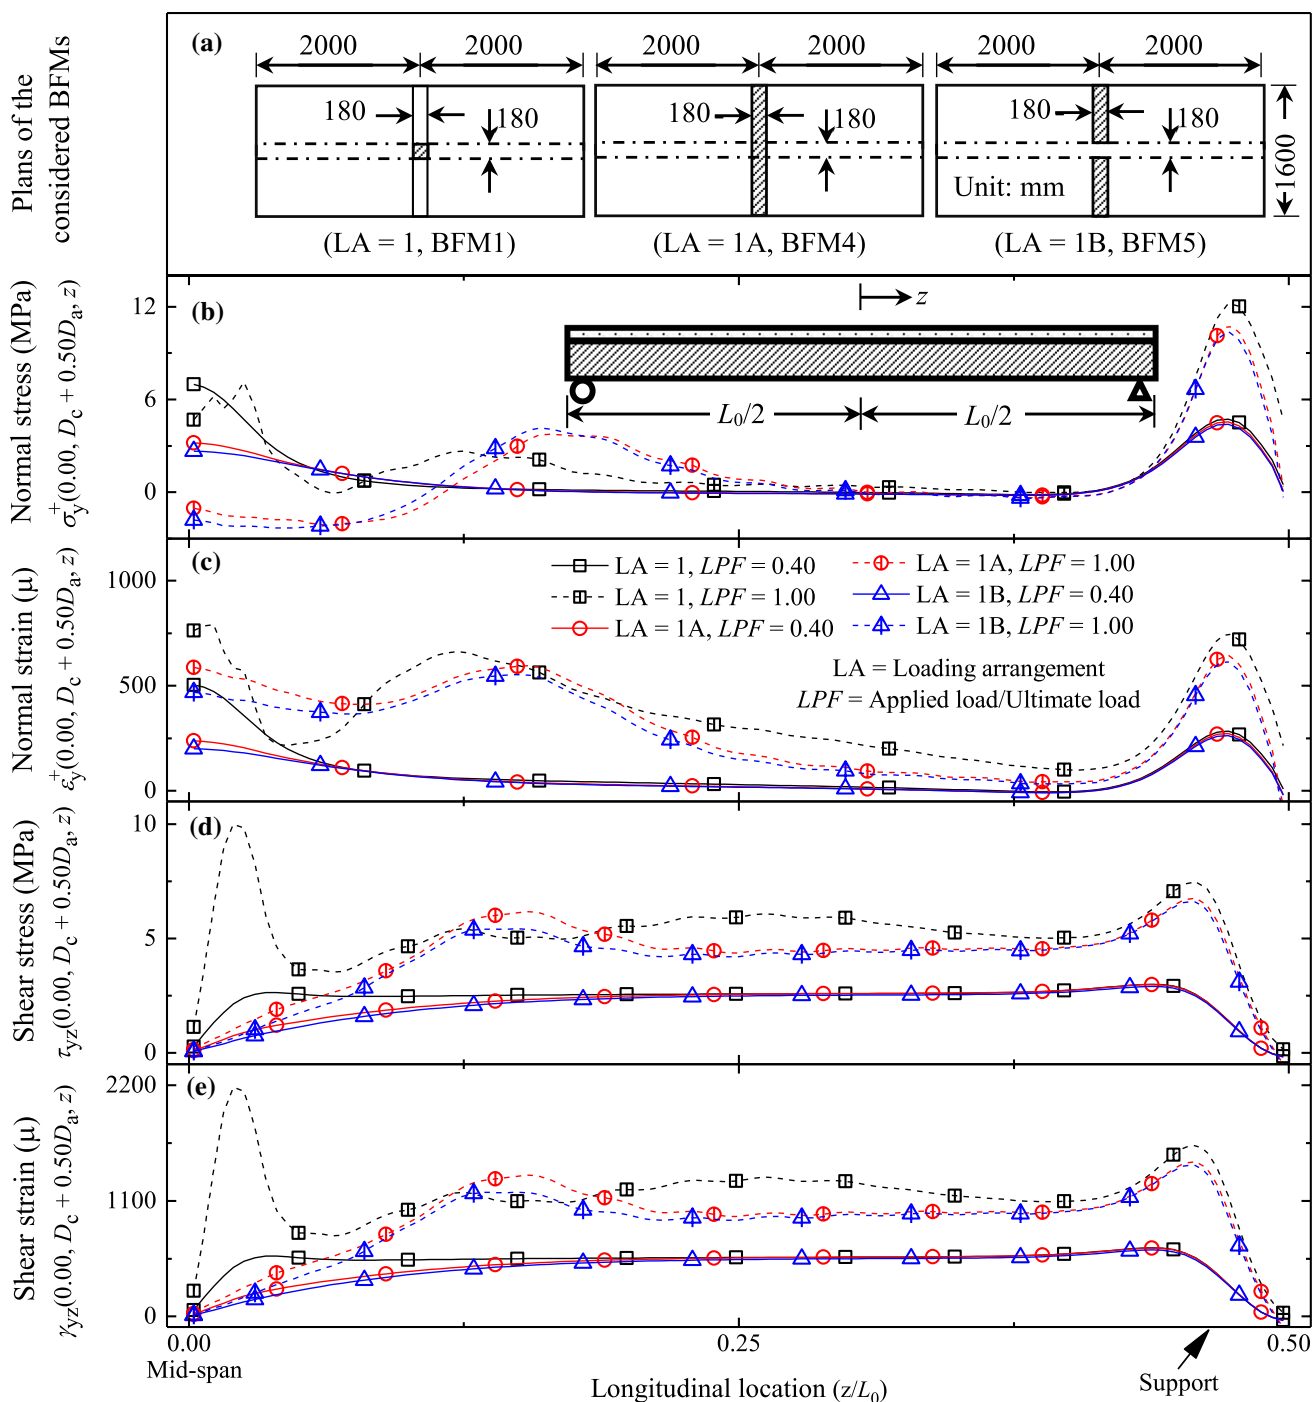 Plans of the
considered BFMs
(a)
2000 2000 2000 2000 2000 2000
180 180 180 180 180 180
1600
Unit: mm
(LA = 1, BFM1) (LA = 1A, BFM4) (LA = 1B, BFM5)
Normal stress (MPa)
σy+(0.00, Dc + 0.50Da, z)
(b)
12
6
0
z
L0/2 L0/2
Normal strain (μ)
εy+(0.00, Dc + 0.50Da, z)
(c)
1000
500
0
LA = 1, LPF = 0.40
LA = 1, LPF = 1.00
LA = 1A, LPF = 0.40
LA = 1A, LPF = 1.00
LA = 1B, LPF = 0.40
LA = 1B, LPF = 1.00
LA = Loading arrangement
LPF = Applied load/Ultimate load
Shear stress (MPa)
τyz(0.00, Dc + 0.50Da, z)
(d)
10
5
0
Shear strain (μ)
γyz(0.00, Dc + 0.50Da, z)
(e)
2200
1100
0
0.00 0.25 0.50
Mid-span
Support
Longitudinal location (z/L0)